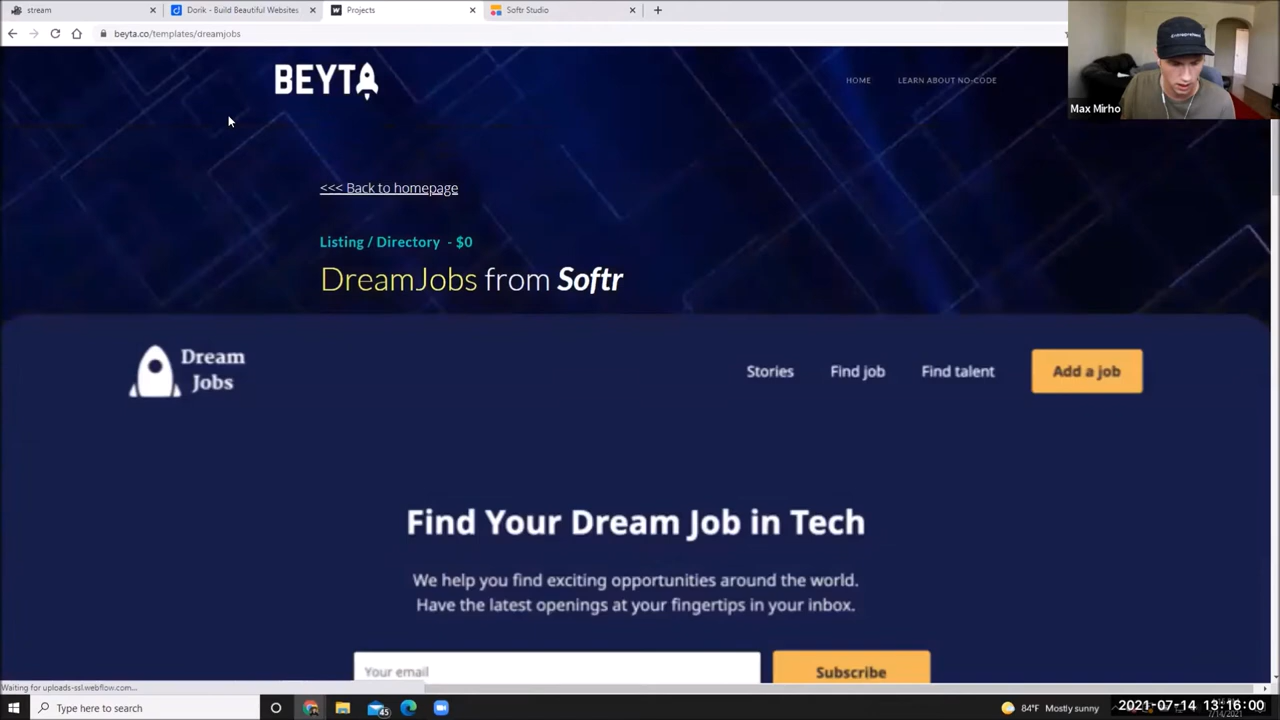 stream
Dorik - Build Beautiful Websites
Projects
Softr Studio
beyta.co/templates/dreamjobs
BEYTA
HOME
LEARN ABOUT NO-CODE
Max Mirho
<<< Back to homepage
Listing / Directory - $0
DreamJobs from Softr
Dream
Jobs
Stories
Find job
Find talent
Add a job
Find Your Dream Job in Tech
We help you find exciting opportunities around the world.
Have the latest openings at your fingertips in your inbox.
Your email
Subscribe
Waiting for uploads-ssl.webflow.com...
Type here to search
45
84°F Mostly sunny
2021-07-14 13:16:00
7/14/2021